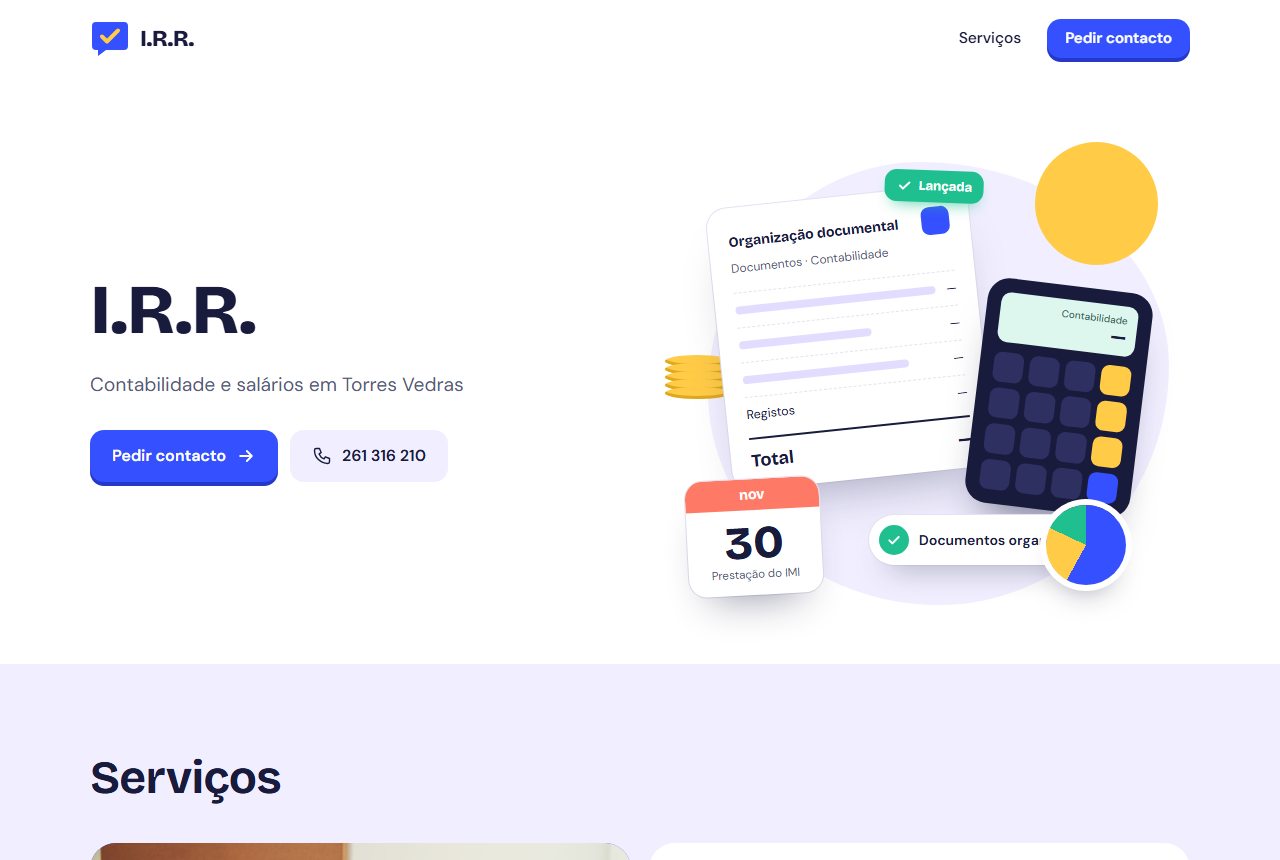 I.R.R.
Serviços
Pedir contacto
Lançada
Organização documental
Documentos · Contabilidade
Contabilidade
I.R.R.
Contabilidade e salários em Torres Vedras
Pedir contacto
261 316 210
Registos
Total
nov
30
Prestação do IMI
Documentos
Serviços